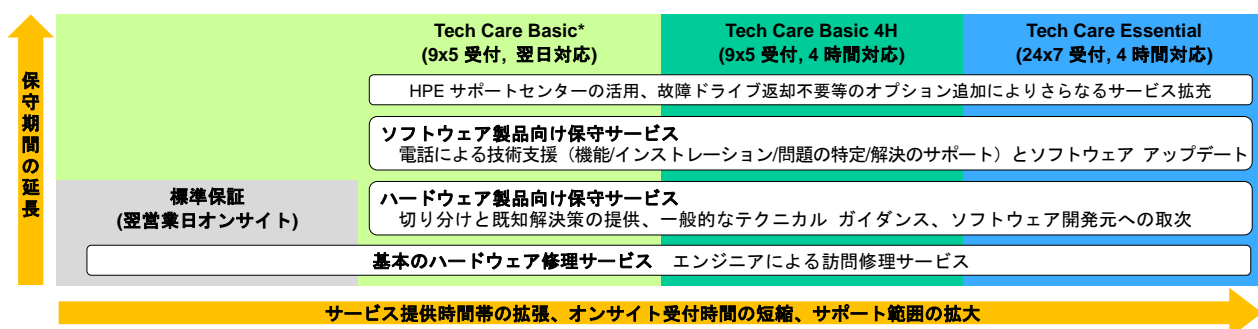 Tech Care Basic*
(9x5 受付, 翌日対応)
Tech Care Basic 4H
(9x5 受付, 4 時間対応)
Tech Care Essential
(24x7 受付, 4 時間対応)
保守期間の延長
HPE サポートセンターの活用、故障ドライブ返却不要等のオプション追加によりさらなるサービス拡充
ソフトウェア製品向け保守サービス
電話による技術支援（機能/インストレーション/問題の特定/解決のサポート）とソフトウェア アップデート
標準保証
(翌営業日オンサイト)
ハードウェア製品向け保守サービス
切り分けと既知解決策の提供、一般的なテクニカル ガイダンス、ソフトウェア開発元への取次
基本のハードウェア修理サービス エンジニアによる訪問修理サービス
サービス提供時間帯の拡張、オンサイト受付時間の短縮、サポート範囲の拡大